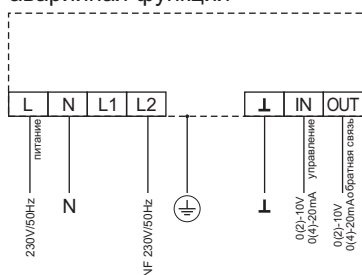 аварийная функция
L N L1 L2 ⊥ IN OUT
питание
управление
обратная связь
230V/50Hz
N
NF 230V/50Hz
⊥
0(2)-10V
0(4)-20mA
0(2)-10V
0(4)-20mA